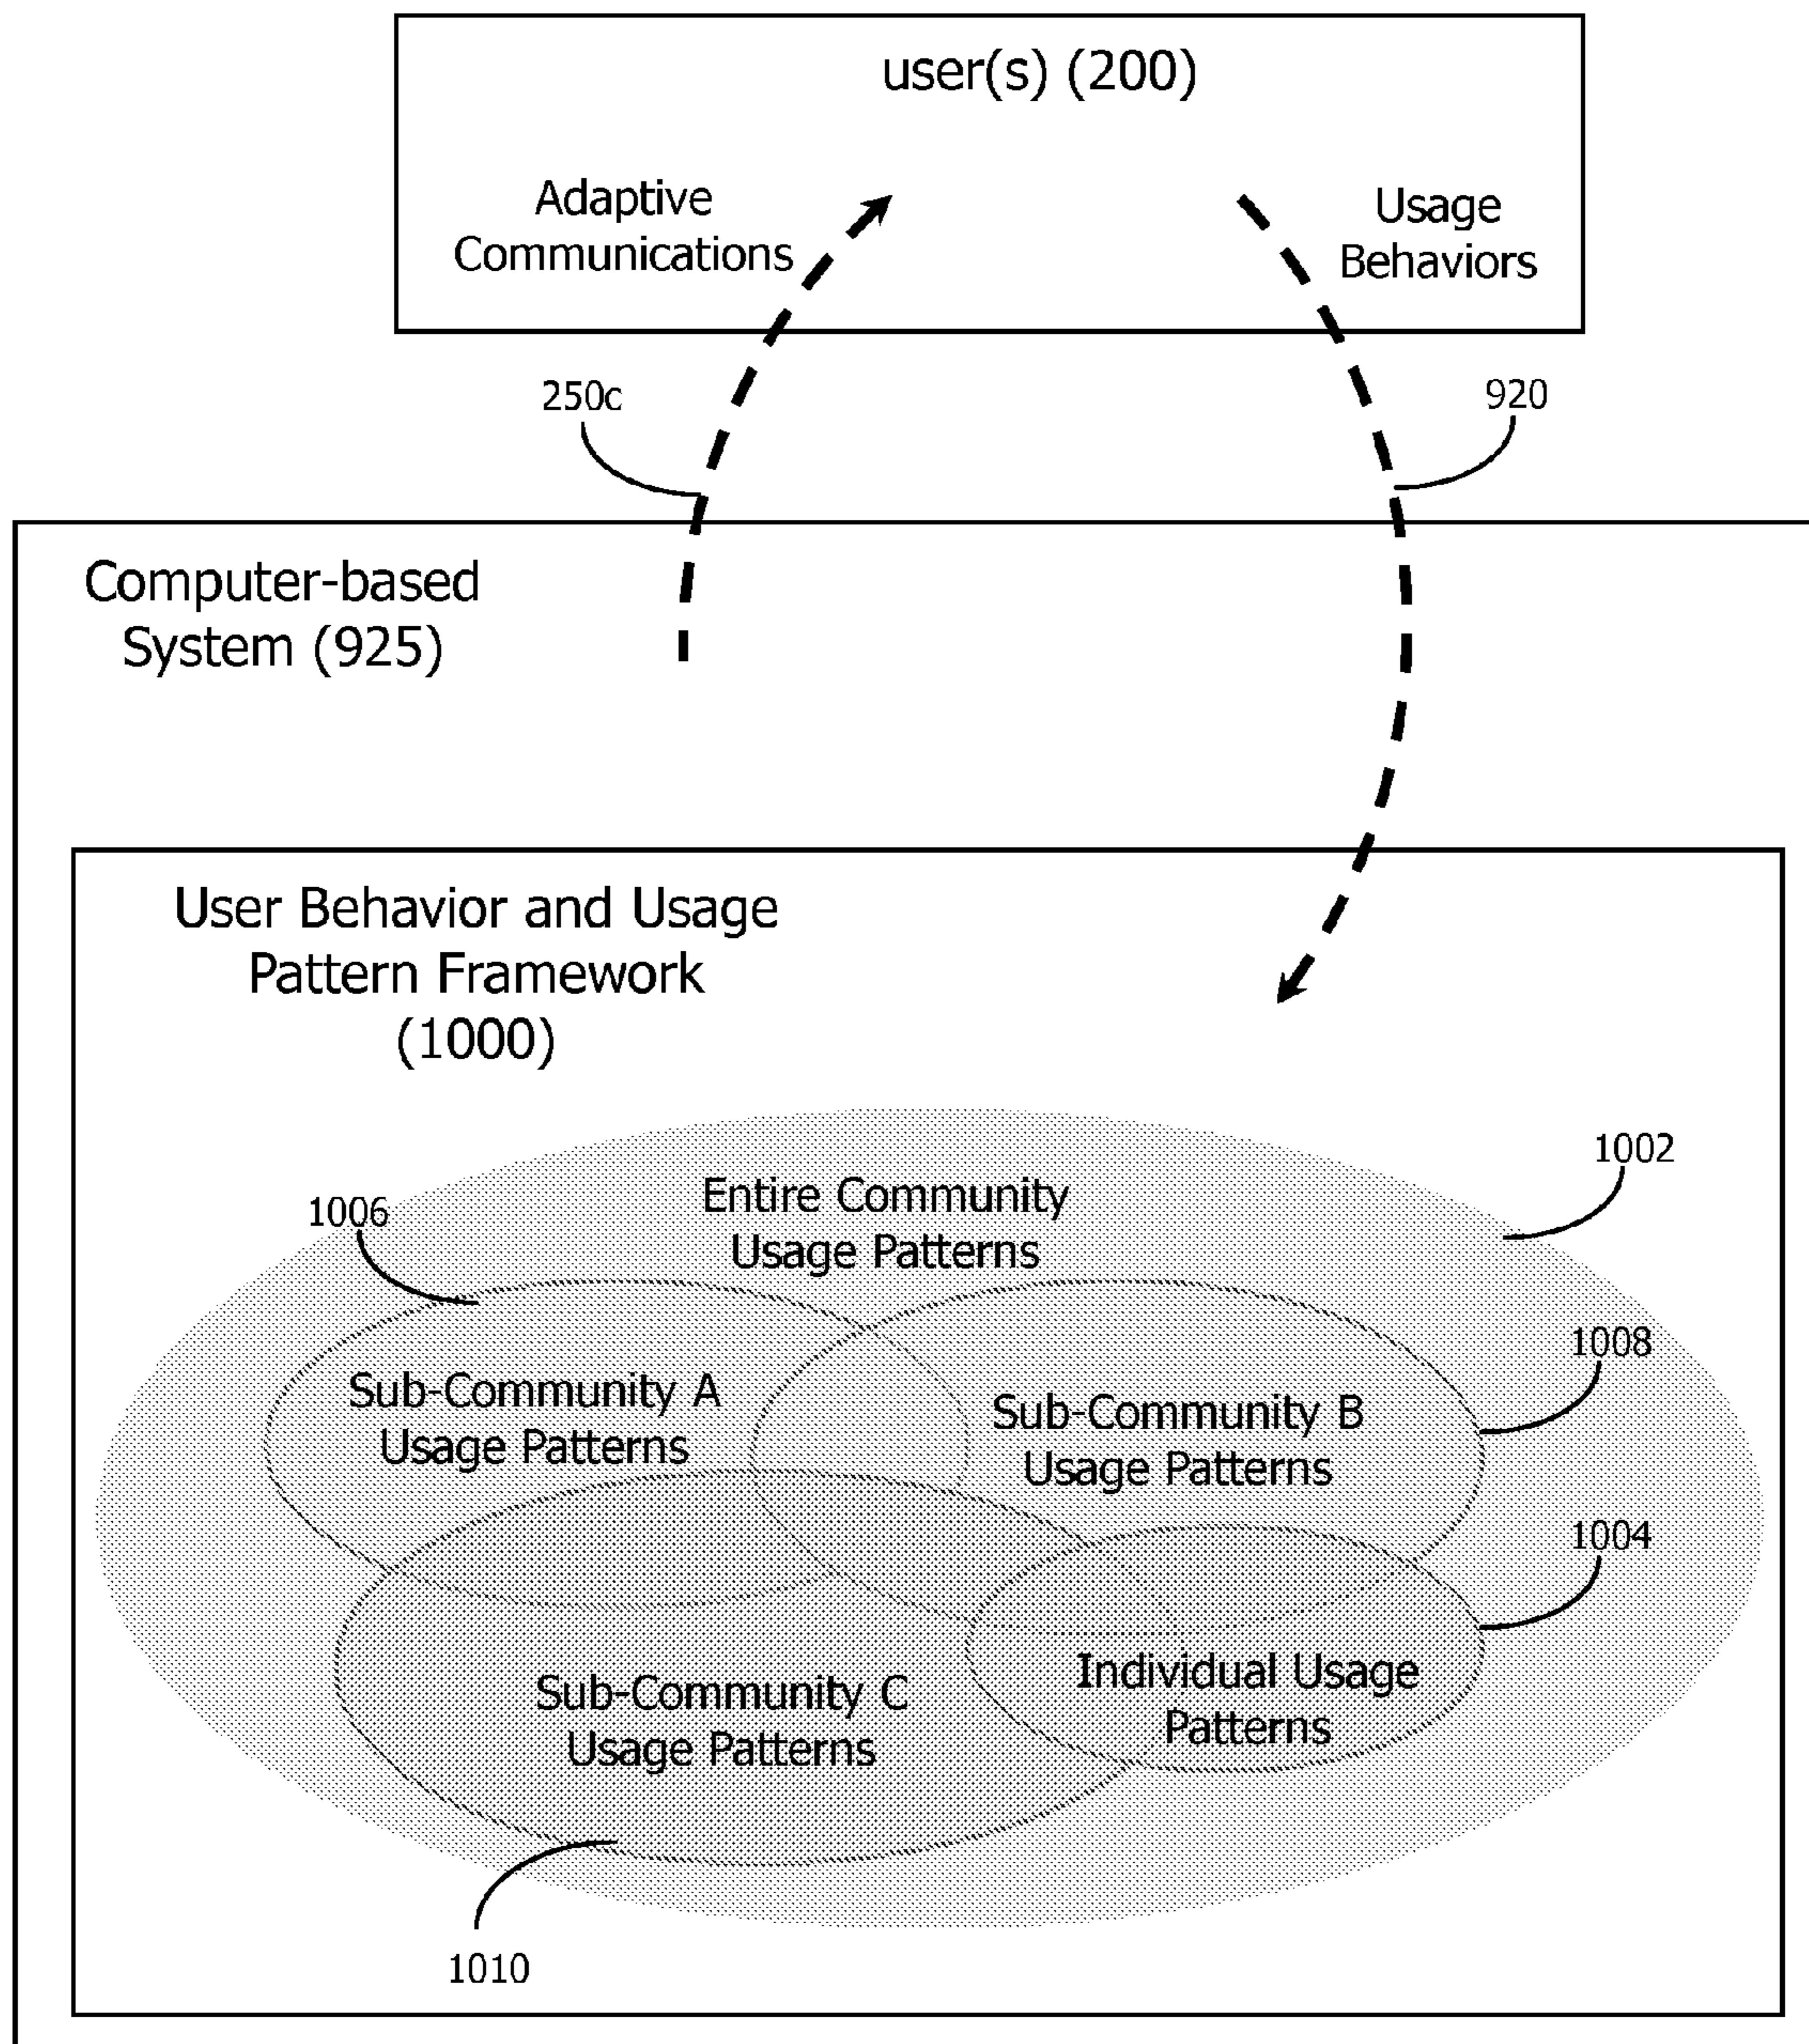 user(s) (200)
Adaptive
Communications
Usage
Behaviors
250c
920
Computer-based
System (925)
User Behavior and Usage
Pattern Framework
(1000)
1002
Entire Community
Usage Patterns
1006
1008
Sub-Community A
Usage Patterns
Sub-Community B
Usage Patterns
1004
Individual Usage
Patterns
Sub-Community C
Usage Patterns
1010